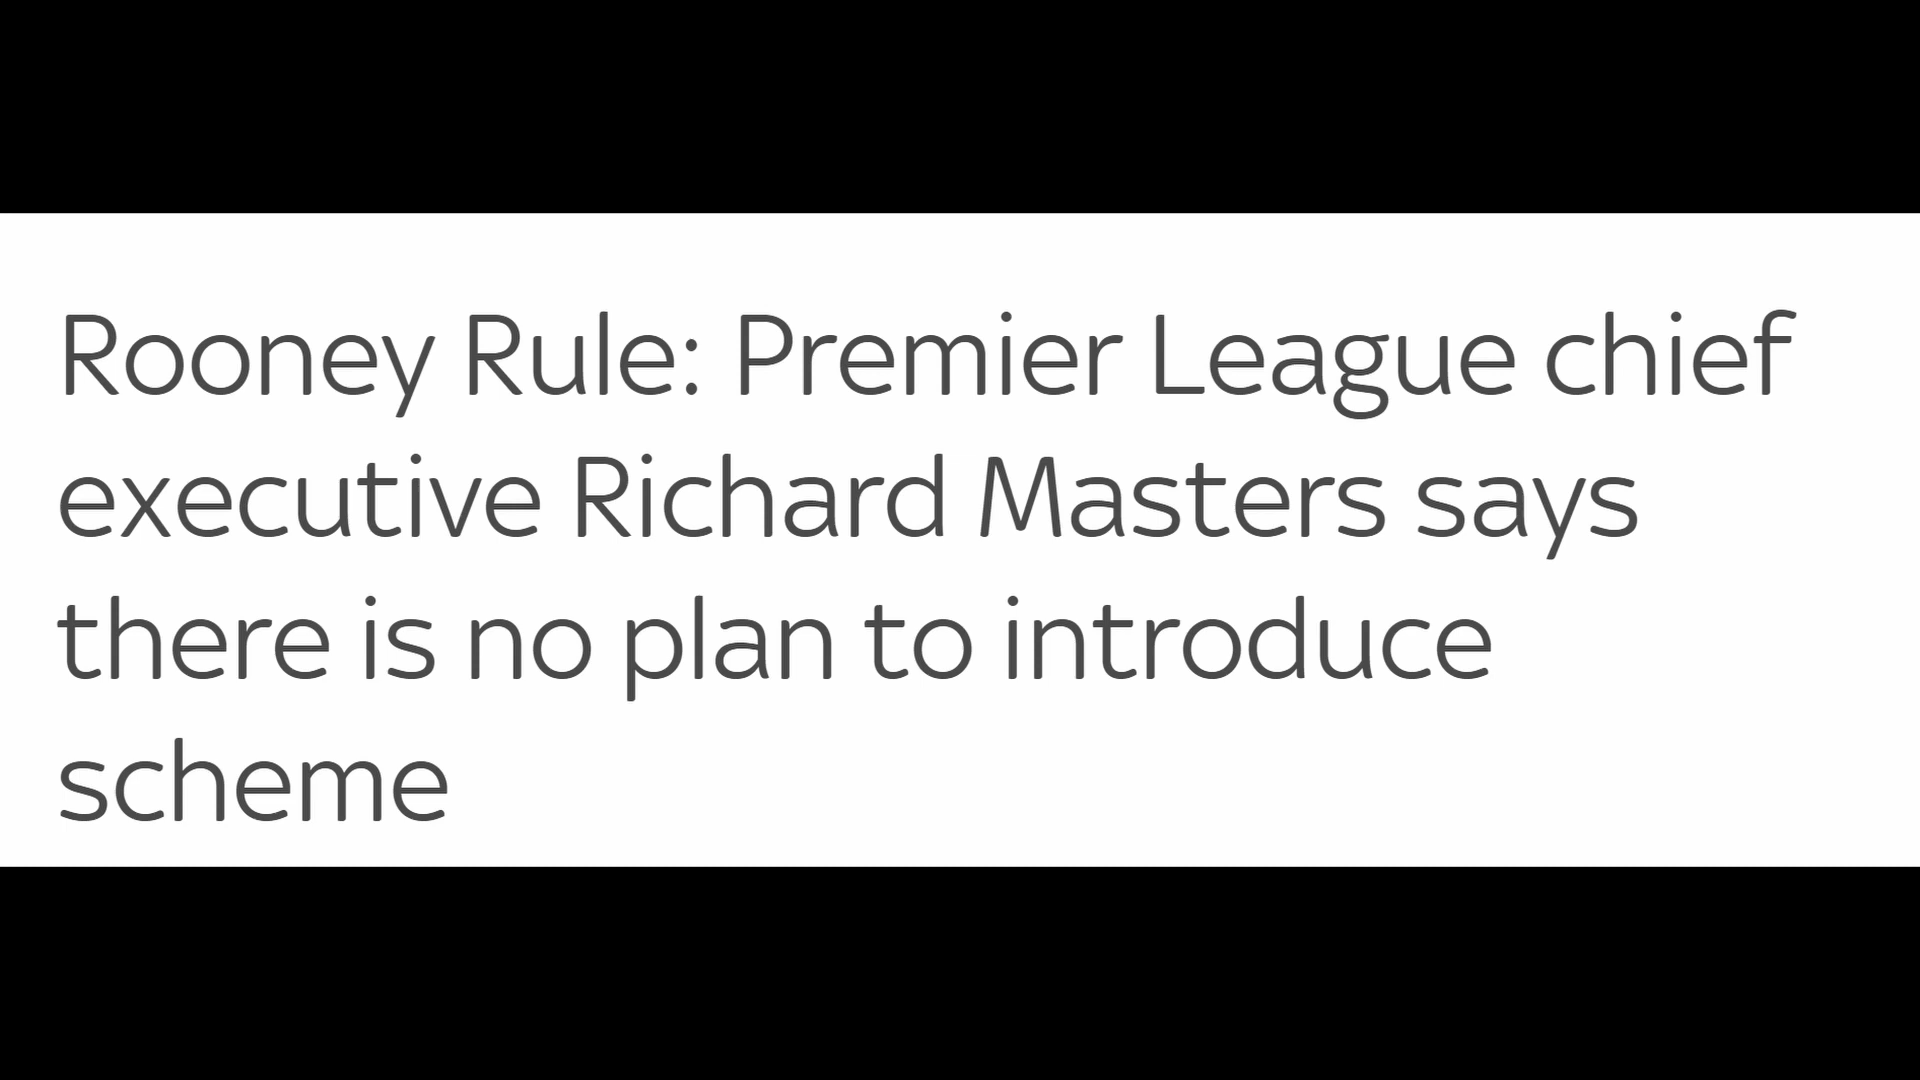 Rooney Rule: Premier League chief
executive Richard Masters says
there is no plan to introduce
scheme